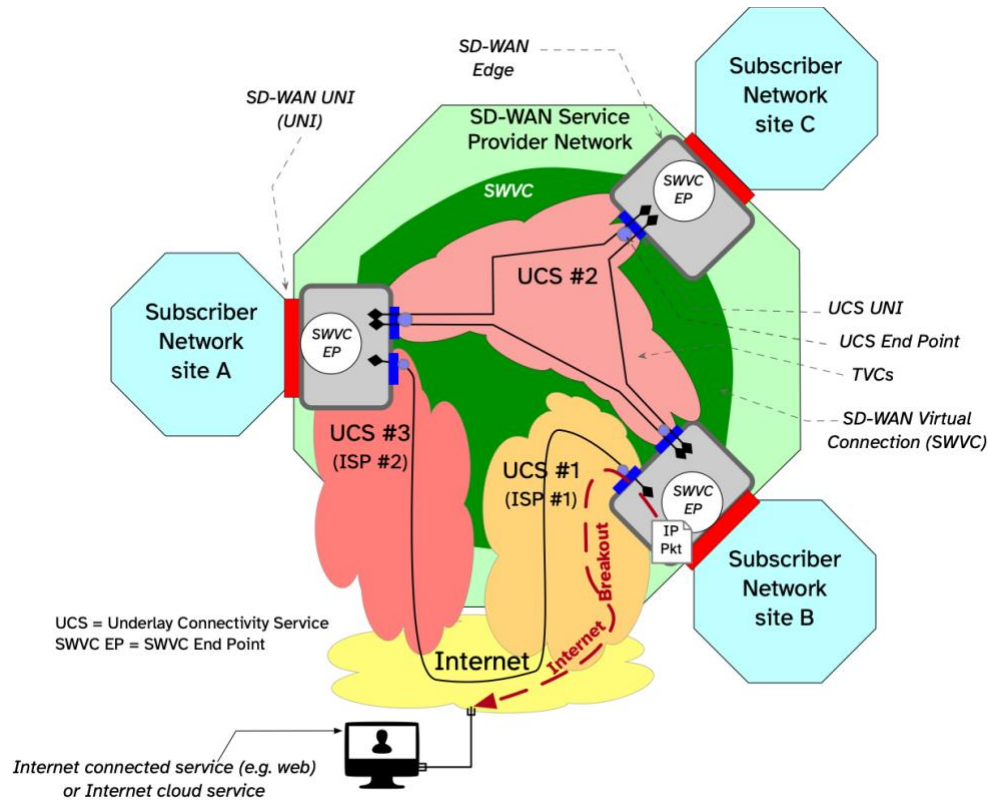 SD-WAN
Edge
Subscriber
Network
site C
SD-WAN UNI
(UNI)
SD-WAN Service
Provider Network
SWVC
SWVC
EP
UCS #2
Subscriber
Network
site A
SWVC
EP
UCS UNI
UCS End Point
TVCs
SD-WAN Virtual
Connection (SWVC)
UCS #3
(ISP #2)
UCS #1
(ISP #1)
SWVC
EP
IP
Pkt
Subscriber
Network
site B
Internet Breakout
UCS = Underlay Connectivity Service
SWVC EP = SWVC End Point
Internet
Internet connected service (e.g. web)
or Internet cloud service